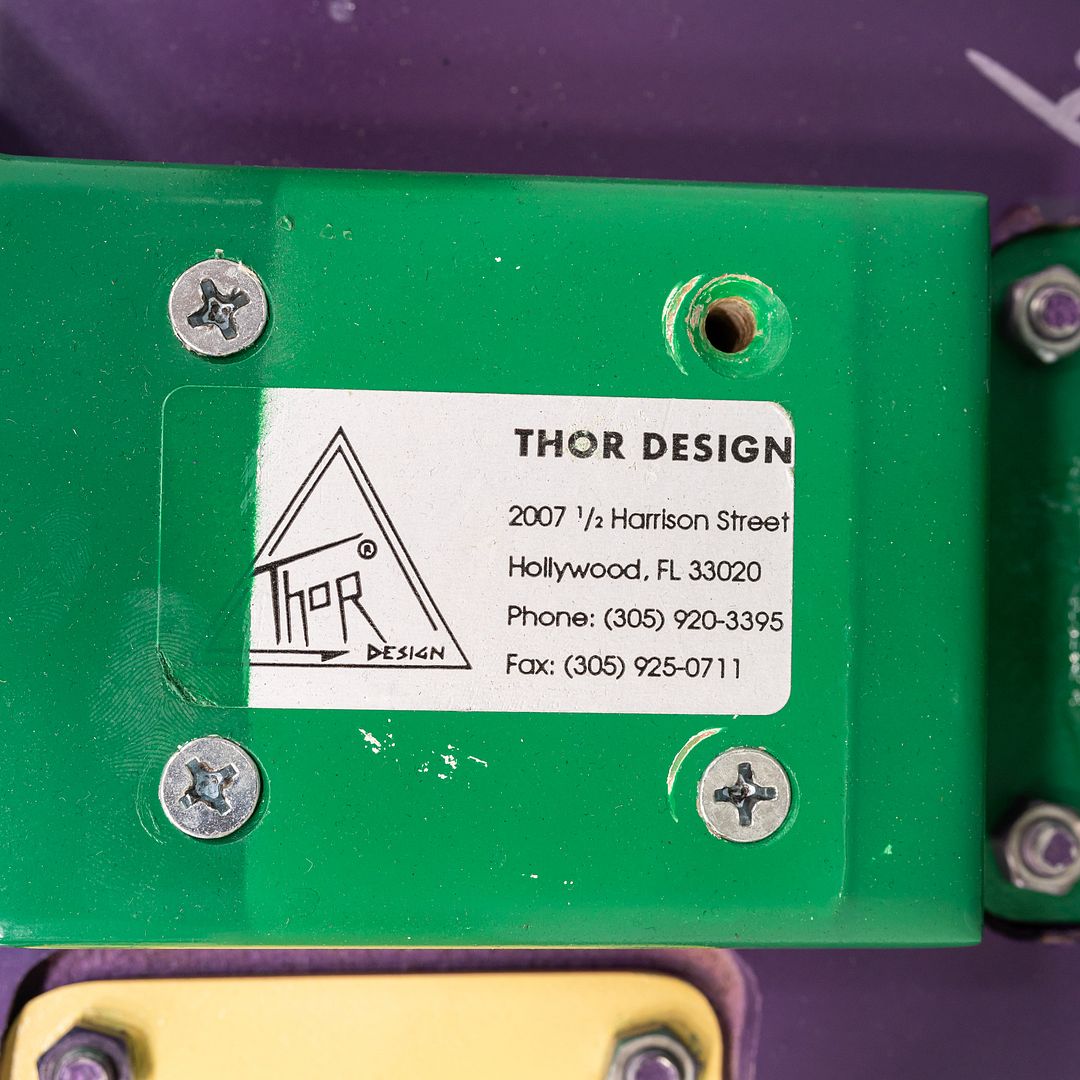 THOR DESIGN
2007 ½ Harrison Street
Hollywood, FL 33020
Phone: (305) 920-3395
Fax: (305) 925-0711
ThoR ®
DESIGN